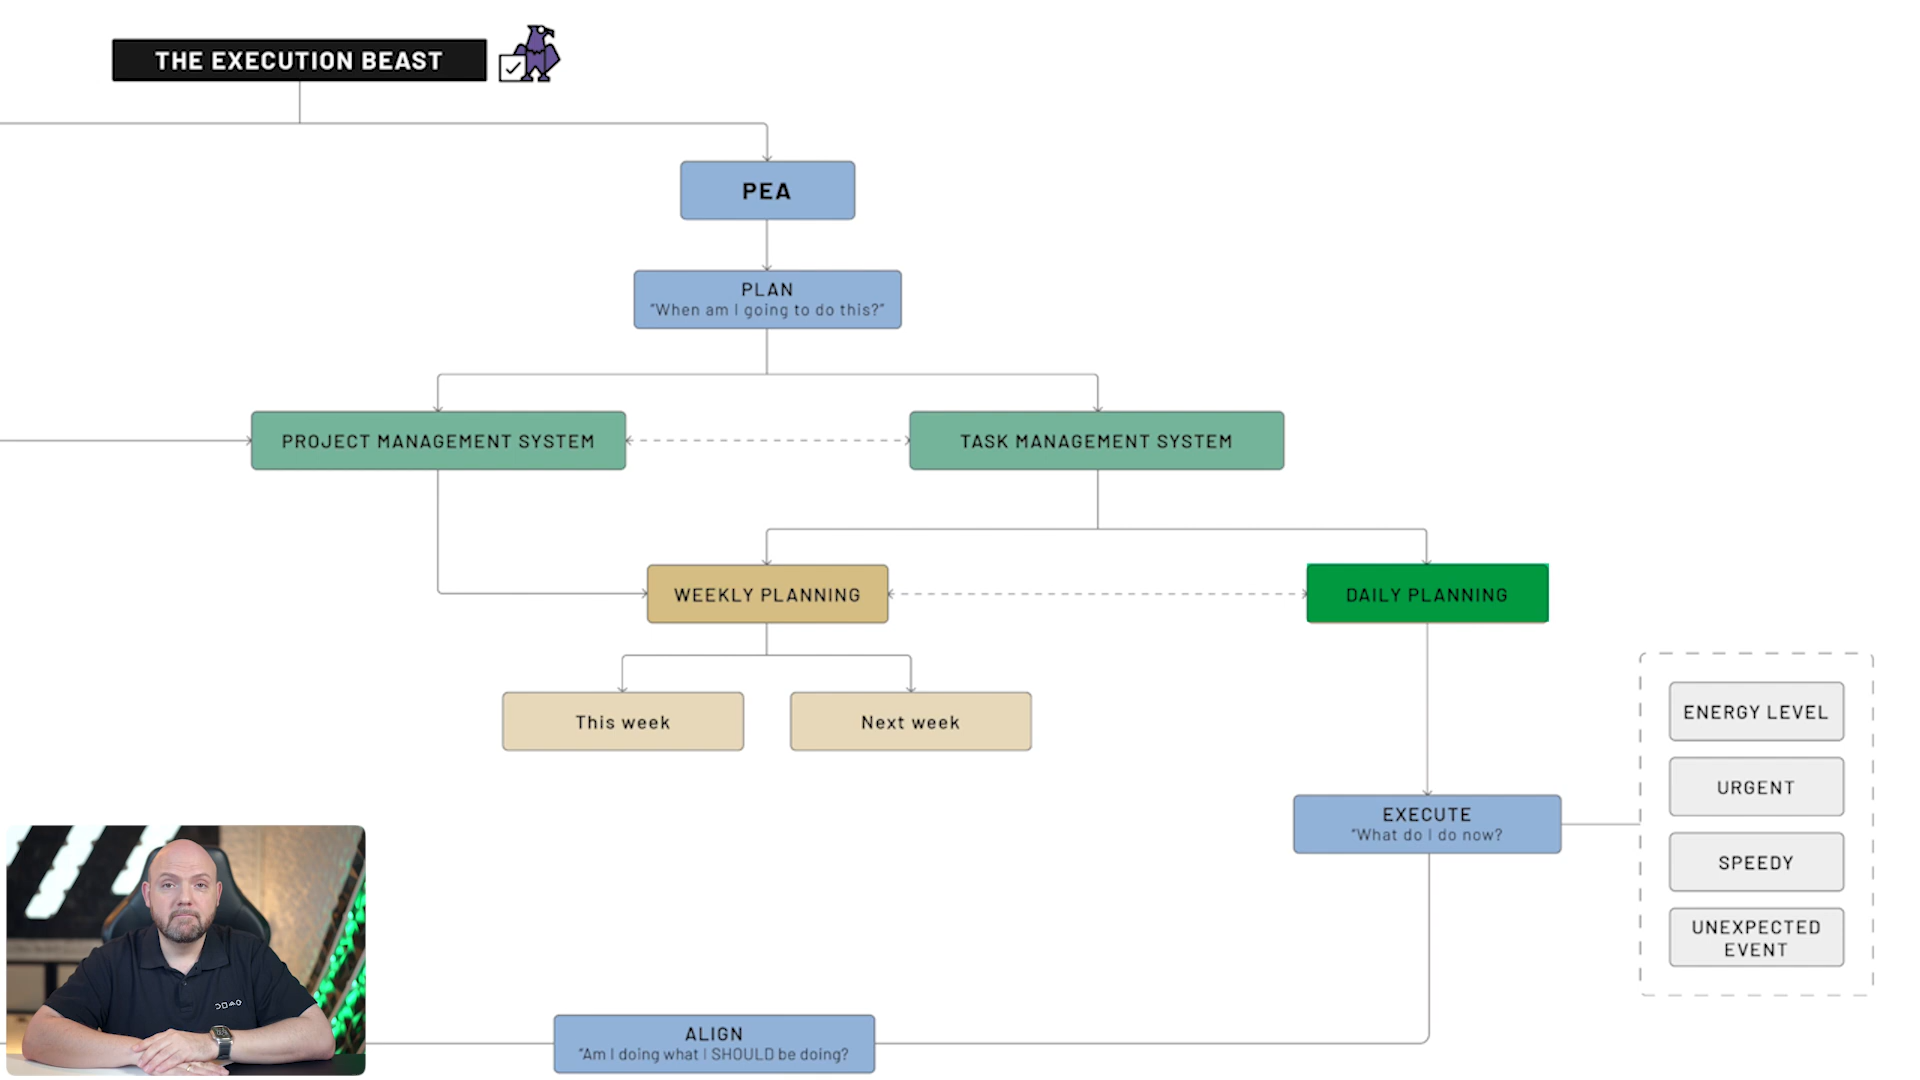 THE EXECUTION BEAST
PEA
PLAN
"When am I going to do this?"
PROJECT MANAGEMENT SYSTEM
TASK MANAGEMENT SYSTEM
WEEKLY PLANNING
DAILY PLANNING
This week
Next week
ENERGY LEVEL
URGENT
SPEEDY
UNEXPECTED
EVENT
EXECUTE
"What do I do now?
ALIGN
"Am I doing what I SHOULD be doing?